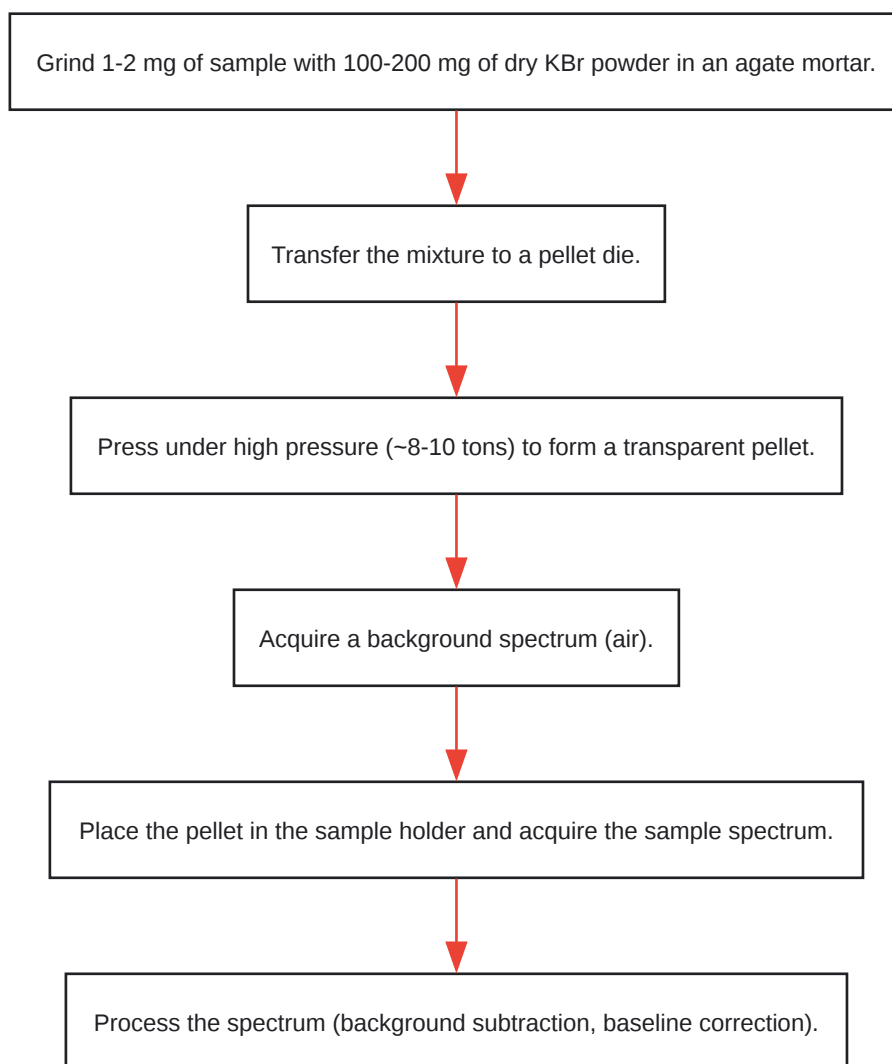 Grind 1-2 mg of sample with 100-200 mg of dry KBr powder in an agate mortar.
Transfer the mixture to a pellet die.
Press under high pressure (~8-10 tons) to form a transparent pellet.
Acquire a background spectrum (air).
Place the pellet in the sample holder and acquire the sample spectrum.
Process the spectrum (background subtraction, baseline correction).